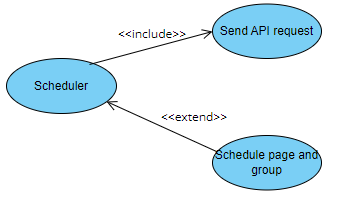 Send API request
<<include>>
Scheduler
<<extend>>
Schedule page and
group